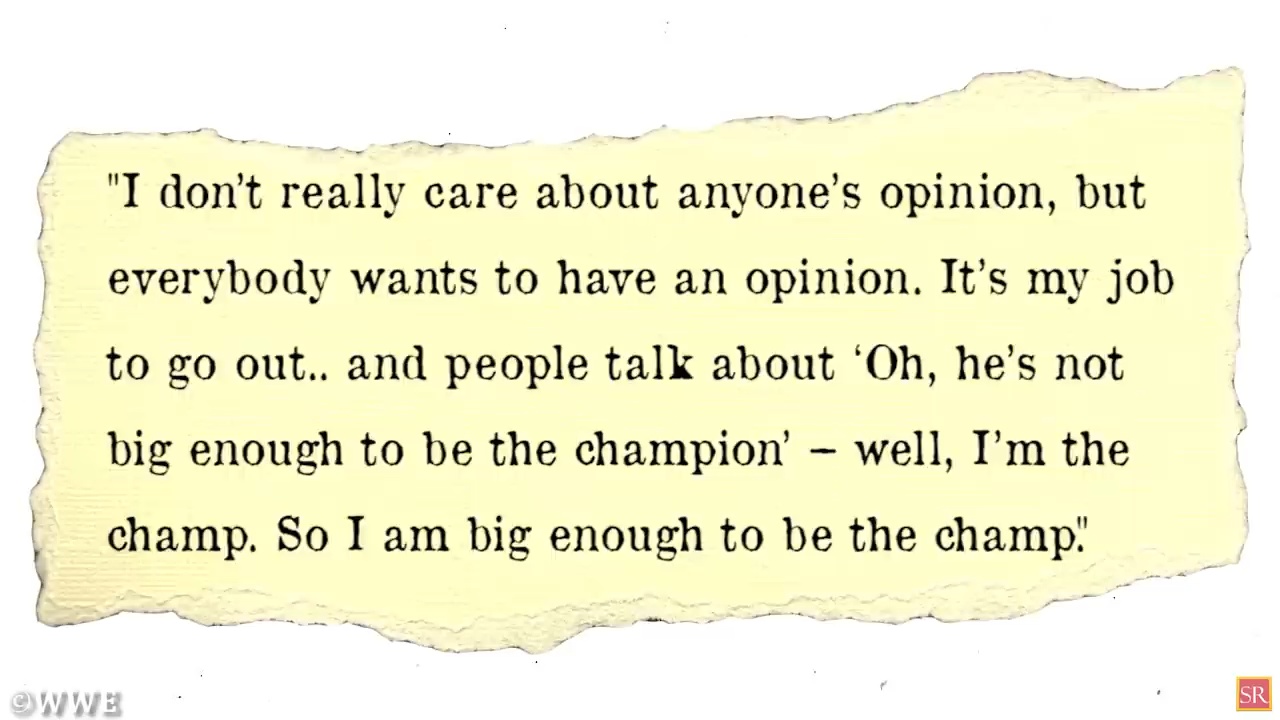 "I don't really care about anyone's opinion, but
everybody wants to have an opinion. It's my job
to go out.. and people talk about ‘Oh, he's not
big enough to be the champion’ – well, I'm the
champ. So I am big enough to be the champ."
©WWE
SR